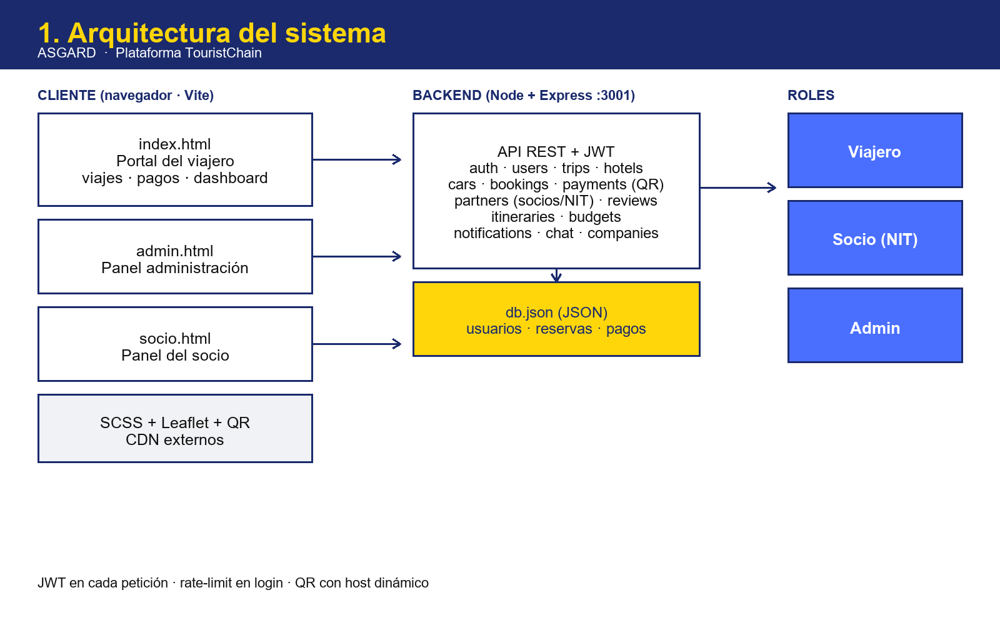 1. Arquitectura del sistema
ASGARD · Plataforma TouristChain
CLIENTE (navegador · Vite)
index.html
Portal del viajero
viajes · pagos · dashboard
admin.html
Panel administración
socio.html
Panel del socio
SCSS + Leaflet + QR
CDN externos
BACKEND (Node + Express :3001)
API REST + JWT
auth · users · trips · hotels
cars · bookings · payments (QR)
partners (socios/NIT) · reviews
itineraries · budgets
notifications · chat · companies
db.json (JSON)
usuarios · reservas · pagos
ROLES
Viajero
Socio (NIT)
Admin
JWT en cada petición · rate-limit en login · QR con host dinámico